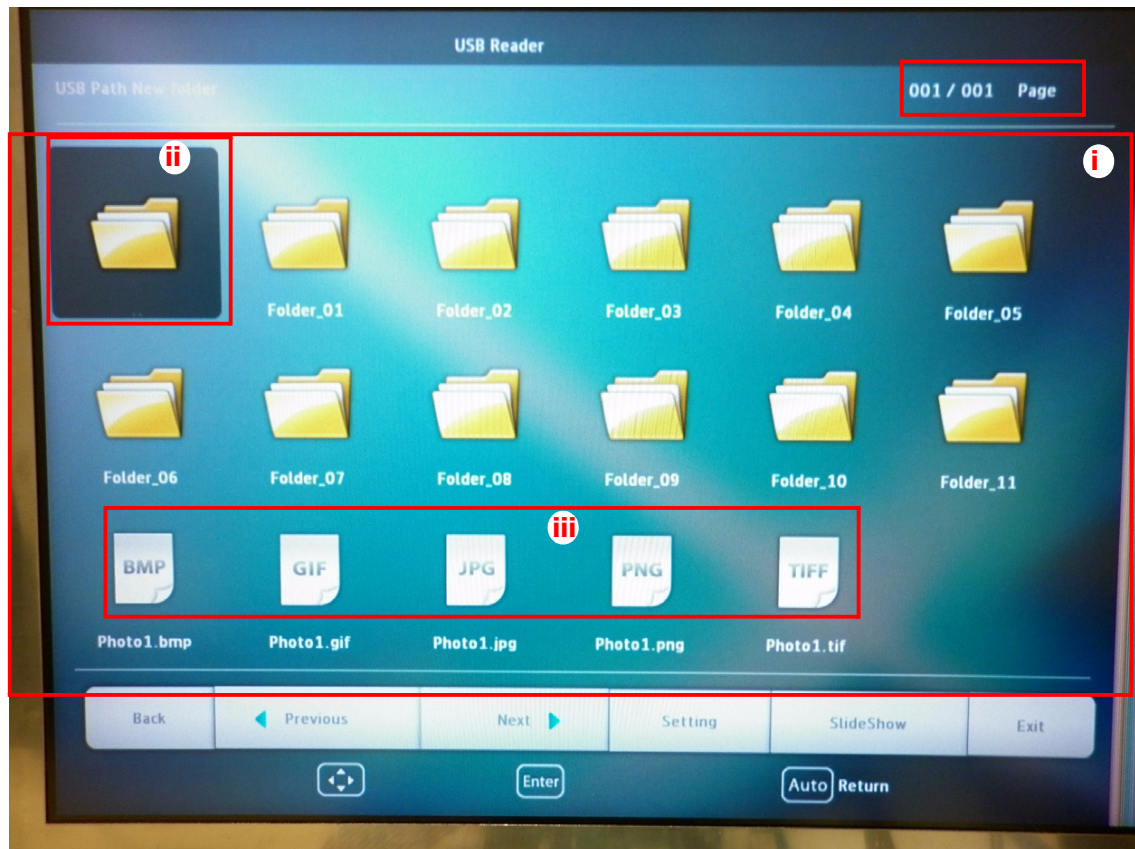 USB Reader
USB Path New folder
001 / 001 Page
ii
i
..
Folder_01
Folder_02
Folder_03
Folder_04
Folder_05
Folder_06
Folder_07
Folder_08
Folder_09
Folder_10
Folder_11
iii
BMP
GIF
JPG
PNG
TIFF
Photo1.bmp
Photo1.gif
Photo1.jpg
Photo1.png
Photo1.tif
Back
Previous
Next
Setting
SlideShow
Exit
Enter
Auto Return